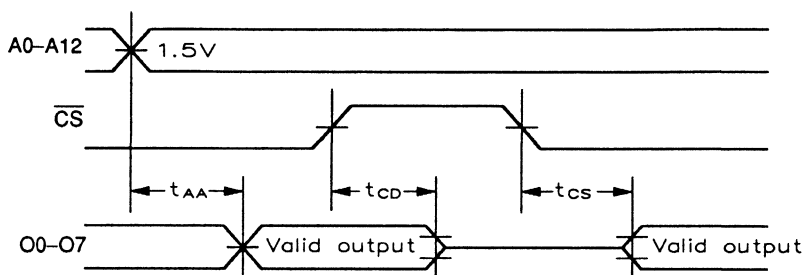 A0–A12
1.5V
CS
tAA
tCD
tCS
O0–O7
Valid output
Valid output